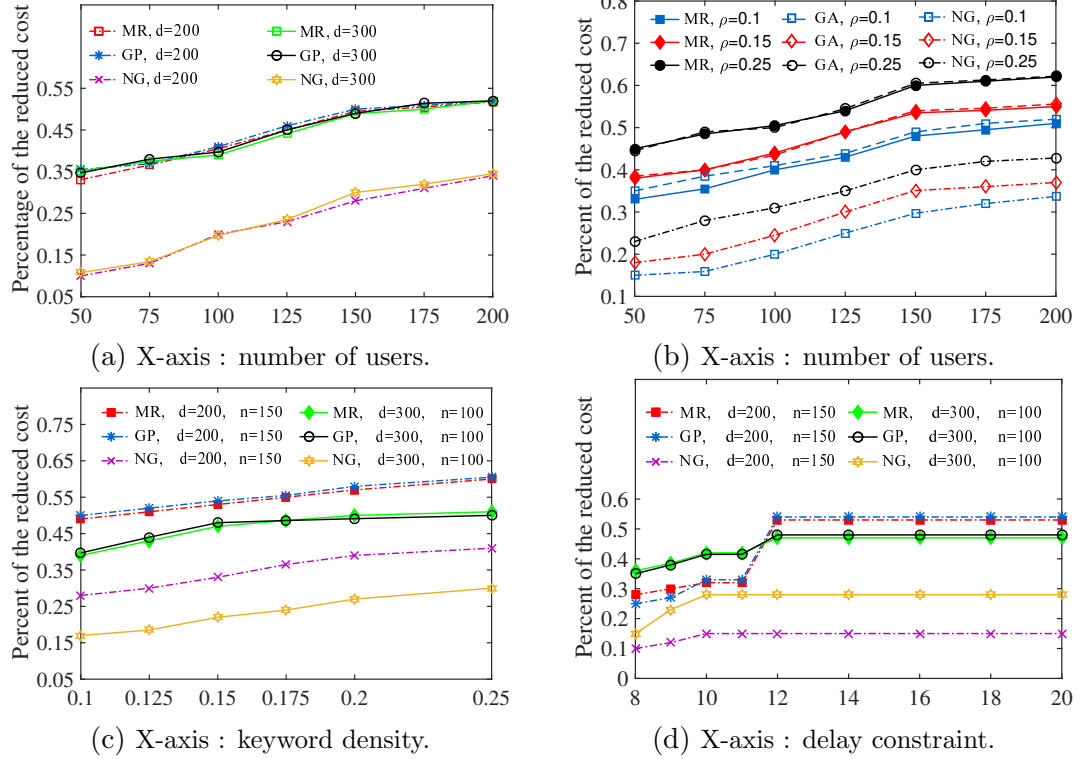 Percentage of the reduced cost
MR, d=200
GP, d=200
NG, d=200
MR, d=300
GP, d=300
NG, d=300
0.55
0.45
0.35
0.25
0.15
0.05
50 75 100 125 150 175 200
(a) X-axis : number of users.
Percent of the reduced cost
MR, ρ=0.1
MR, ρ=0.15
MR, ρ=0.25
GA, ρ=0.1
GA, ρ=0.15
GA, ρ=0.25
NG, ρ=0.1
NG, ρ=0.15
NG, ρ=0.25
0.8
0.7
0.6
0.5
0.4
0.3
0.2
0.1
50 75 100 125 150 175 200
(b) X-axis : number of users.
Percent of the reduced cost
MR, d=200, n=150
GP, d=200, n=150
NG, d=200, n=150
MR, d=300, n=100
GP, d=300, n=100
NG, d=300, n=100
0.75
0.65
0.55
0.45
0.35
0.25
0.15
0.05
0.1 0.125 0.15 0.175 0.2 0.25
(c) X-axis : keyword density.
Percent of the reduced cost
MR, d=200, n=150
GP, d=200, n=150
NG, d=200, n=150
MR, d=300, n=100
GP, d=300, n=100
NG, d=300, n=100
0.6
0.5
0.4
0.3
0.2
0.1
0
8 10 12 14 16 18 20
(d) X-axis : delay constraint.